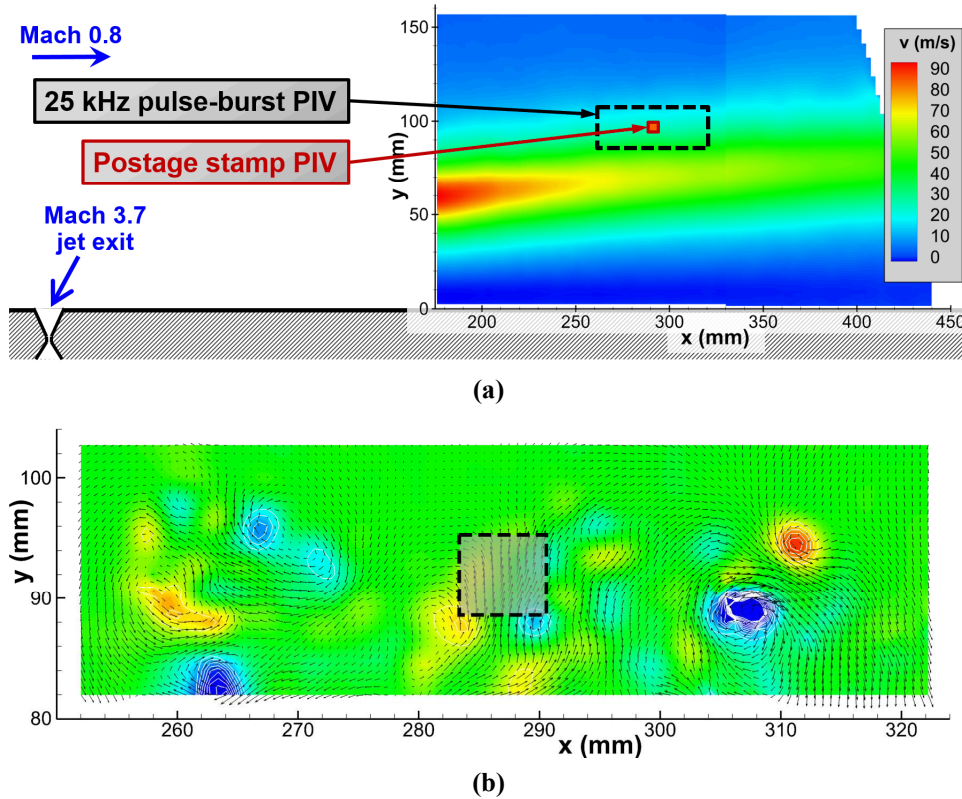 Mach 0.8
25 kHz pulse-burst PIV
Postage stamp PIV
Mach 3.7
jet exit
y (mm)
150
100
50
0
200
250
300
350
400
450
x (mm)
v (m/s)
90
80
70
60
50
40
30
20
10
0
(a)
y (mm)
100
90
80
260
270
280
290
300
310
320
x (mm)
(b)